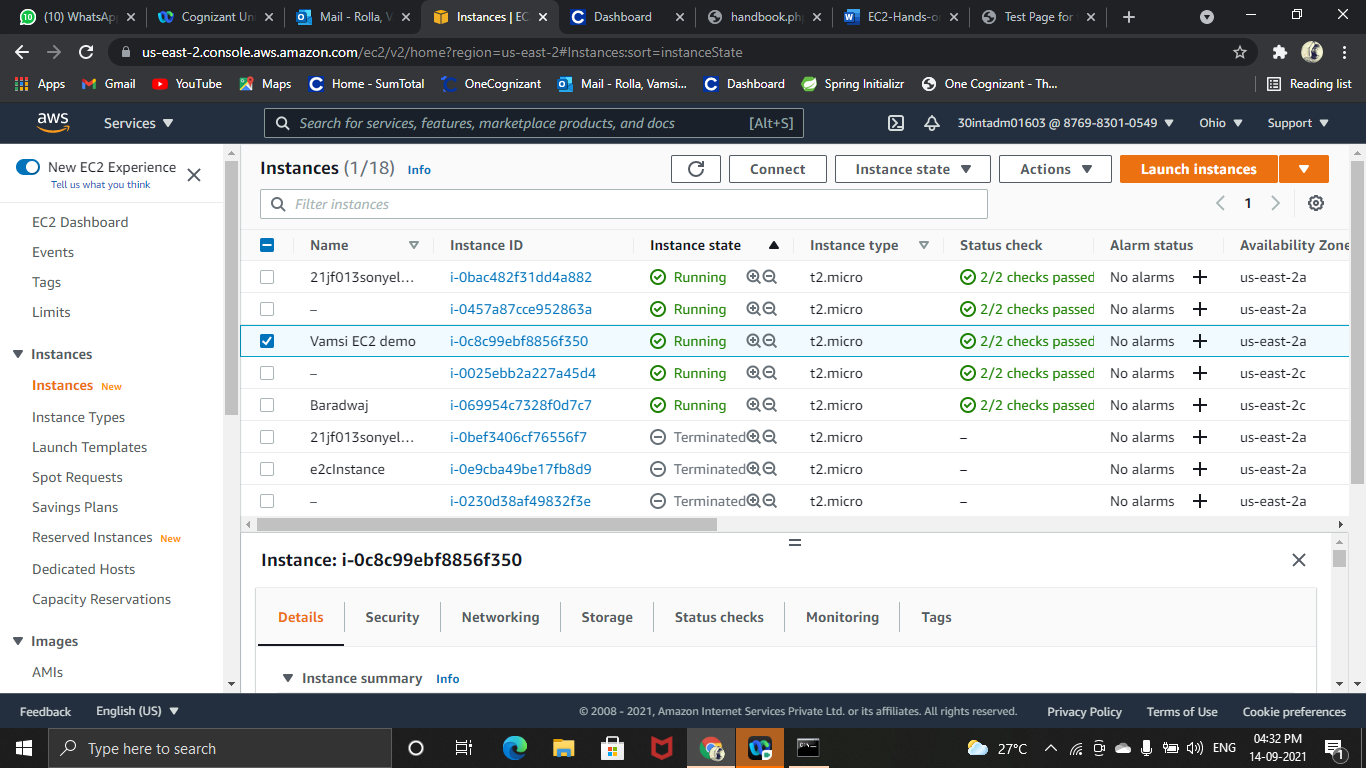 (10) WhatsApp
Cognizant Uni
Mail - Rolla, V
Instances | EC
Dashboard
handbook.ph
EC2-Hands-o
Test Page for
us-east-2.console.aws.amazon.com/ec2/v2/home?region=us-east-2#Instances:sort=instanceState
Apps
Gmail
YouTube
Maps
Home - SumTotal
OneCognizant
Mail - Rolla, Vamsi...
Dashboard
Spring Initializr
One Cognizant - Th...
Reading list
aws
Services
Search for services, features, marketplace products, and docs [Alt+S]
30intadm01603 @ 8769-8301-0549
Ohio
Support
New EC2 Experience
Tell us what you think
EC2 Dashboard
Events
Tags
Limits
Instances
Instances New
Instance Types
Launch Templates
Spot Requests
Savings Plans
Reserved Instances New
Dedicated Hosts
Capacity Reservations
Images
AMIs
Instances (1/18) Info
Connect
Instance state
Actions
Launch instances
Filter instances
1
Name Instance ID Instance state Instance type Status check Alarm status Availability Zone
21jf013sonyel... i-0bac482f31dd4a882 Running t2.micro 2/2 checks passed No alarms + us-east-2a
– i-0457a87cce952863a Running t2.micro 2/2 checks passed No alarms + us-east-2a
Vamsi EC2 demo i-0c8c99ebf8856f350 Running t2.micro 2/2 checks passed No alarms + us-east-2a
– i-0025ebb2a227a45d4 Running t2.micro 2/2 checks passed No alarms + us-east-2c
Baradwaj i-069954c7328f0d7c7 Running t2.micro 2/2 checks passed No alarms + us-east-2c
21jf013sonyel... i-0bef3406cf76556f7 Terminated t2.micro – No alarms + us-east-2a
e2cInstance i-0e9cba49be17fb8d9 Terminated t2.micro – No alarms + us-east-2a
– i-0230d38af49832f3e Terminated t2.micro – No alarms + us-east-2a
Instance: i-0c8c99ebf8856f350
Details
Security
Networking
Storage
Status checks
Monitoring
Tags
Instance summary Info
Feedback
English (US)
© 2008 - 2021, Amazon Internet Services Private Ltd. or its affiliates. All rights reserved.
Privacy Policy
Terms of Use
Cookie preferences
Type here to search
27°C
ENG
04:32 PM
14-09-2021
1